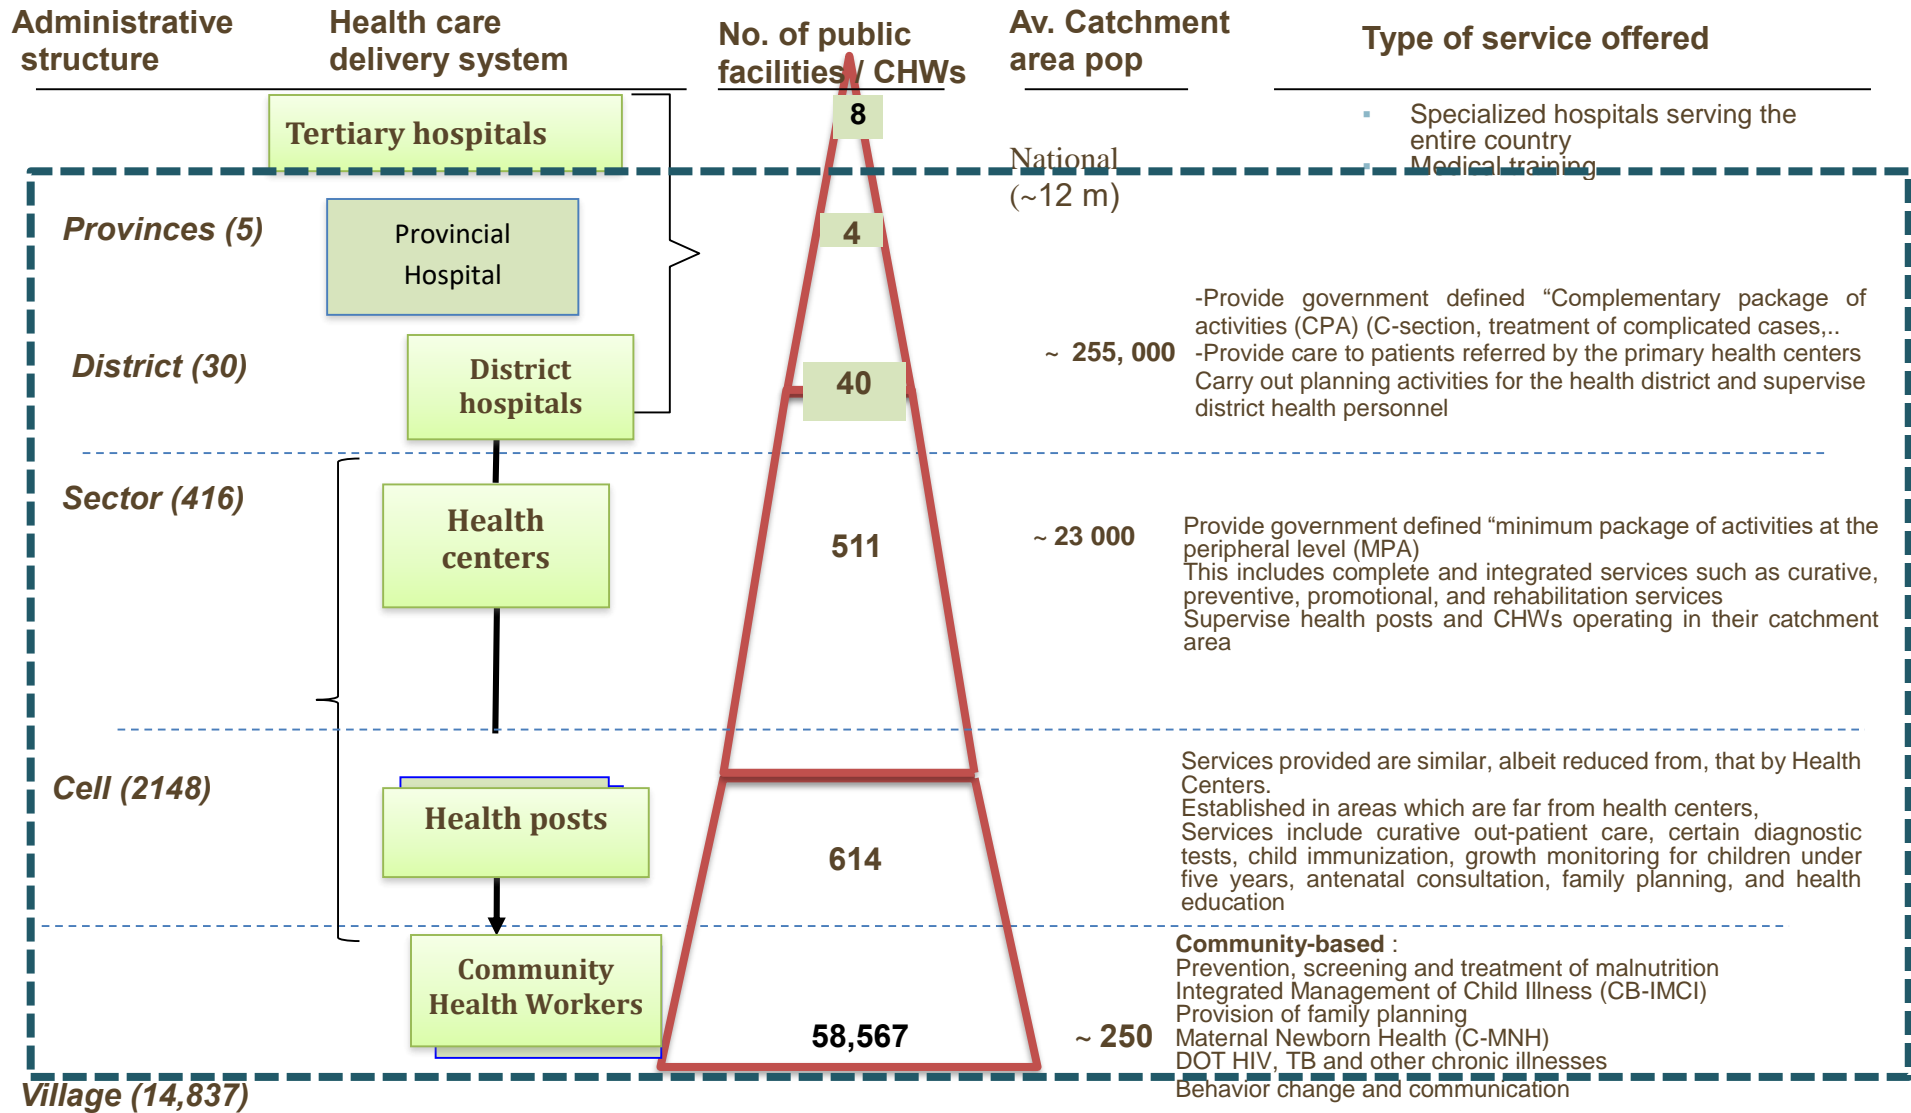 Administrative
structure
Health care
delivery system
No. of public
facilities / CHWs
Av. Catchment
area pop
Type of service offered
Tertiary hospitals
8
National
(~12 m)
▪ Specialized hospitals serving the
entire country
▪ Medical training
Provinces (5)
Provincial
Hospital
4
District (30)
District
hospitals
40
~ 255, 000
-Provide government defined “Complementary package of
activities (CPA) (C-section, treatment of complicated cases,..
-Provide care to patients referred by the primary health centers
Carry out planning activities for the health district and supervise
district health personnel
Sector (416)
Health
centers
511
~ 23 000
Provide government defined “minimum package of activities at the
peripheral level (MPA)
This includes complete and integrated services such as curative,
preventive, promotional, and rehabilitation services
Supervise health posts and CHWs operating in their catchment
area
Cell (2148)
Health posts
614
Services provided are similar, albeit reduced from, that by Health
Centers.
Established in areas which are far from health centers,
Services include curative out-patient care, certain diagnostic
tests, child immunization, growth monitoring for children under
five years, antenatal consultation, family planning, and health
education
Community
Health Workers
58,567
~ 250
Community-based :
Prevention, screening and treatment of malnutrition
Integrated Management of Child Illness (CB-IMCI)
Provision of family planning
Maternal Newborn Health (C-MNH)
DOT HIV, TB and other chronic illnesses
Behavior change and communication
Village (14,837)